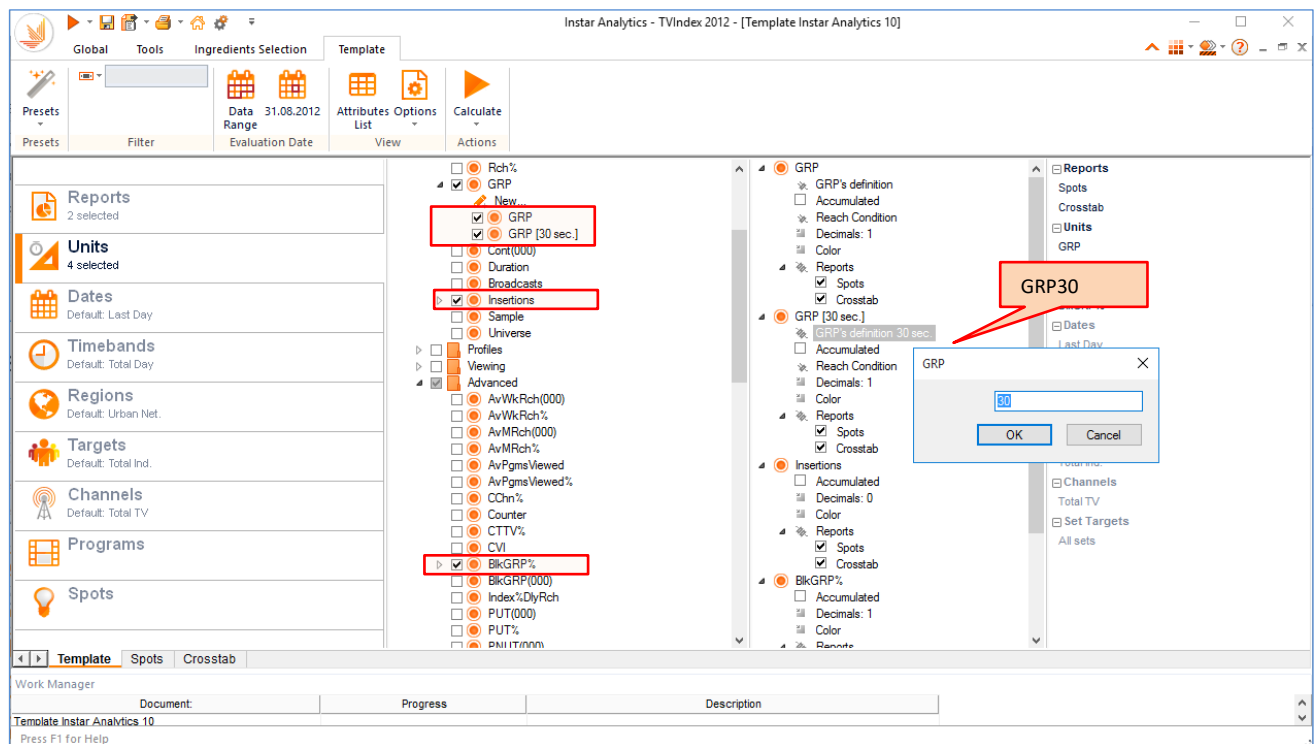 Instar Analytics - TVIndex 2012 - [Template Instar Analytics 10]
Global Tools Ingredients Selection Template
Presets
Data Range
31.08.2012
Attributes List
Options
Calculate
Presets Filter Evaluation Date View Actions
Reports
2 selected
Units
4 selected
Dates
Default: Last Day
Timebands
Default: Total Day
Regions
Default: Urban Net.
Targets
Default: Total Ind.
Channels
Default: Total TV
Programs
Spots
Rch%
GRP
New...
GRP
GRP [30 sec.]
Cont(000)
Duration
Broadcasts
Insertions
Sample
Universe
Profiles
Viewing
Advanced
AvWkRch(000)
AvWkRch%
AvMRch(000)
AvMRch%
AvPgmsViewed
AvPgmsViewed%
CChn%
Counter
CTTV%
CVI
BlkGRP%
BlkGRP(000)
Index%DlyRch
PUT(000)
PUT%
PNUT(000)
GRP
GRP's definition
Accumulated
Reach Condition
Decimals: 1
Color
Reports
Spots
Crosstab
GRP [30 sec.]
GRP's definition 30 sec.
Accumulated
Reach Condition
Decimals: 1
Color
Reports
Spots
Crosstab
Insertions
Accumulated
Decimals: 0
Color
Reports
Spots
Crosstab
BlkGRP%
Accumulated
Decimals: 1
Color
Reports
Reports
Spots
Crosstab
Units
GRP
Dates
Last Day
Total Ind.
Channels
Total TV
Set Targets
All sets
GRP30
GRP
30
OK Cancel
Template Spots Crosstab
Work Manager
Document: Progress Description
Template Instar Analytics 10
Press F1 for Help